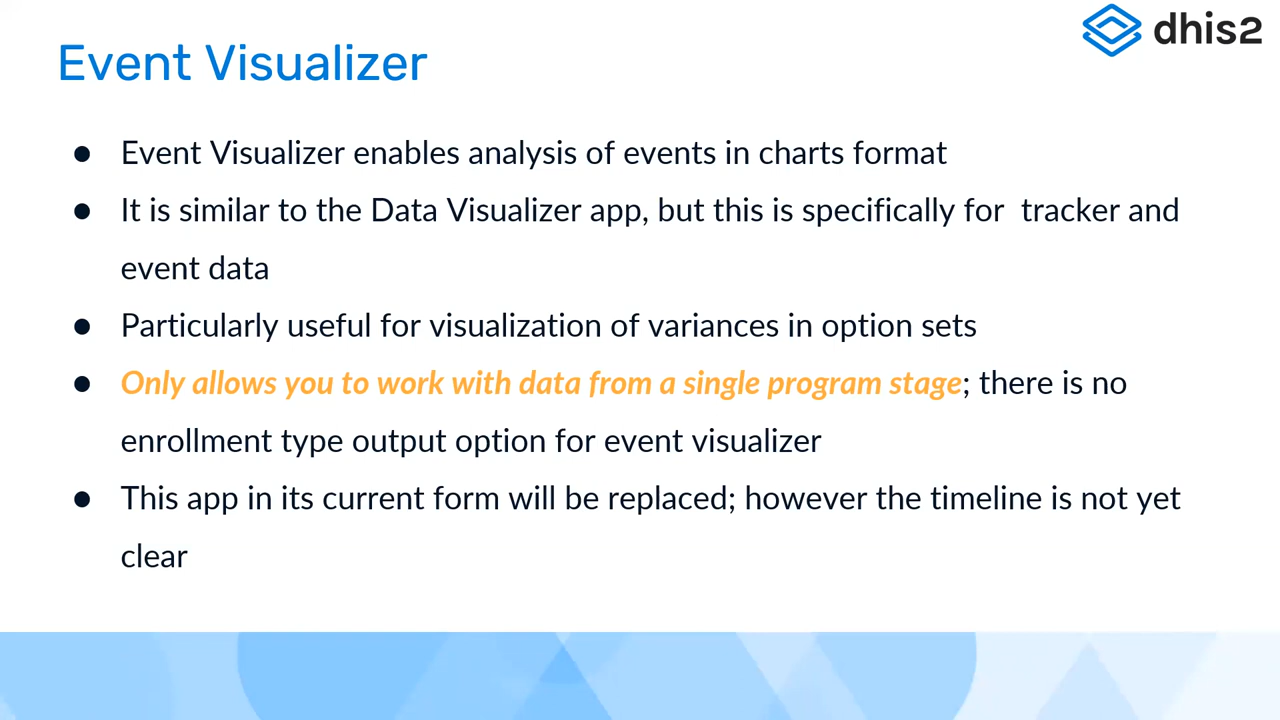 dhis2
Event Visualizer
● Event Visualizer enables analysis of events in charts format
● It is similar to the Data Visualizer app, but this is specifically for  tracker and
event data
● Particularly useful for visualization of variances in option sets
● Only allows you to work with data from a single program stage; there is no
enrollment type output option for event visualizer
● This app in its current form will be replaced; however the timeline is not yet
clear